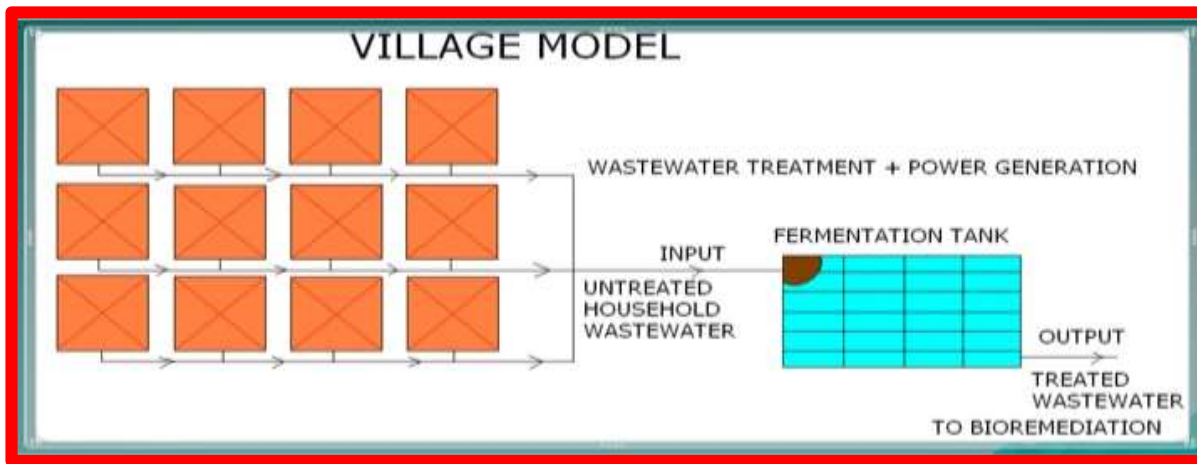 VILLAGE MODEL
WASTEWATER TREATMENT + POWER GENERATION
FERMENTATION TANK
INPUT
UNTREATED
HOUSEHOLD
WASTEWATER
OUTPUT
TREATED
WASTEWATER
TO BIOREMEDIATION